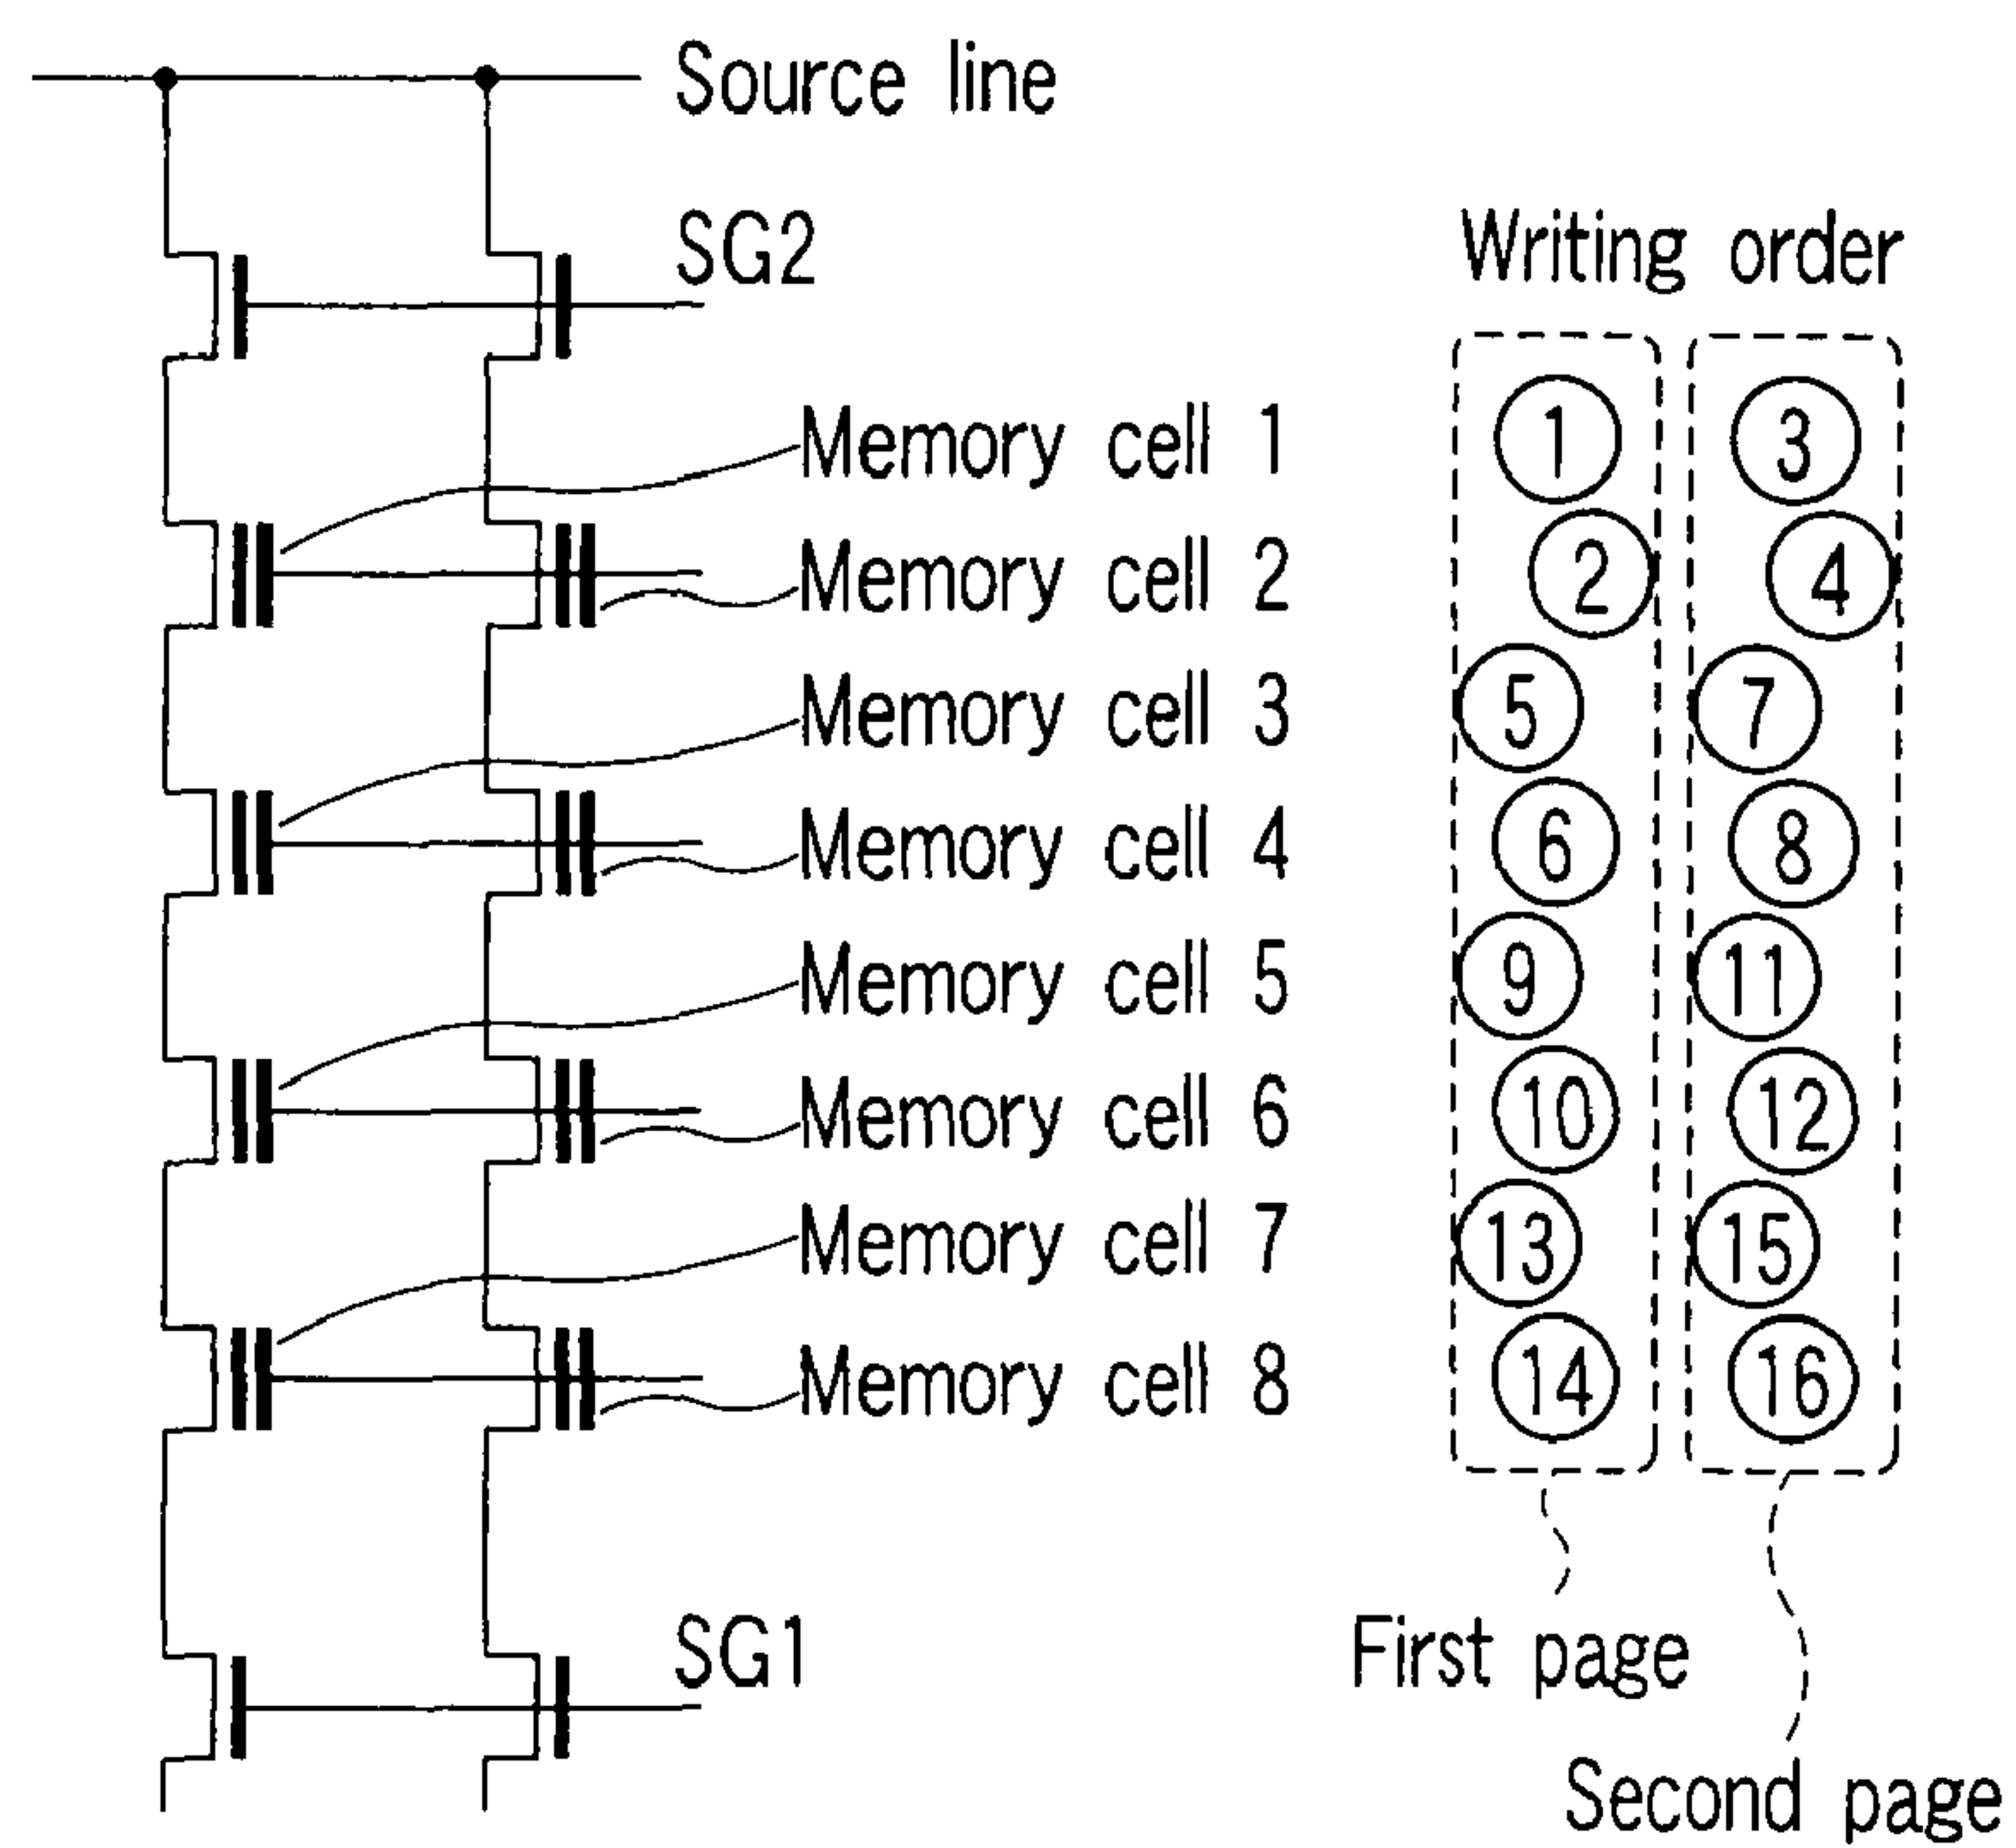 Source line
SG2
Writing order
Memory cell 1 ① ③
Memory cell 2 ② ④
Memory cell 3 ⑤ ⑦
Memory cell 4 ⑥ ⑧
Memory cell 5 ⑨ ⑪
Memory cell 6 ⑩ ⑫
Memory cell 7 ⑬ ⑮
Memory cell 8 ⑭ ⑯
SG1
First page
Second page